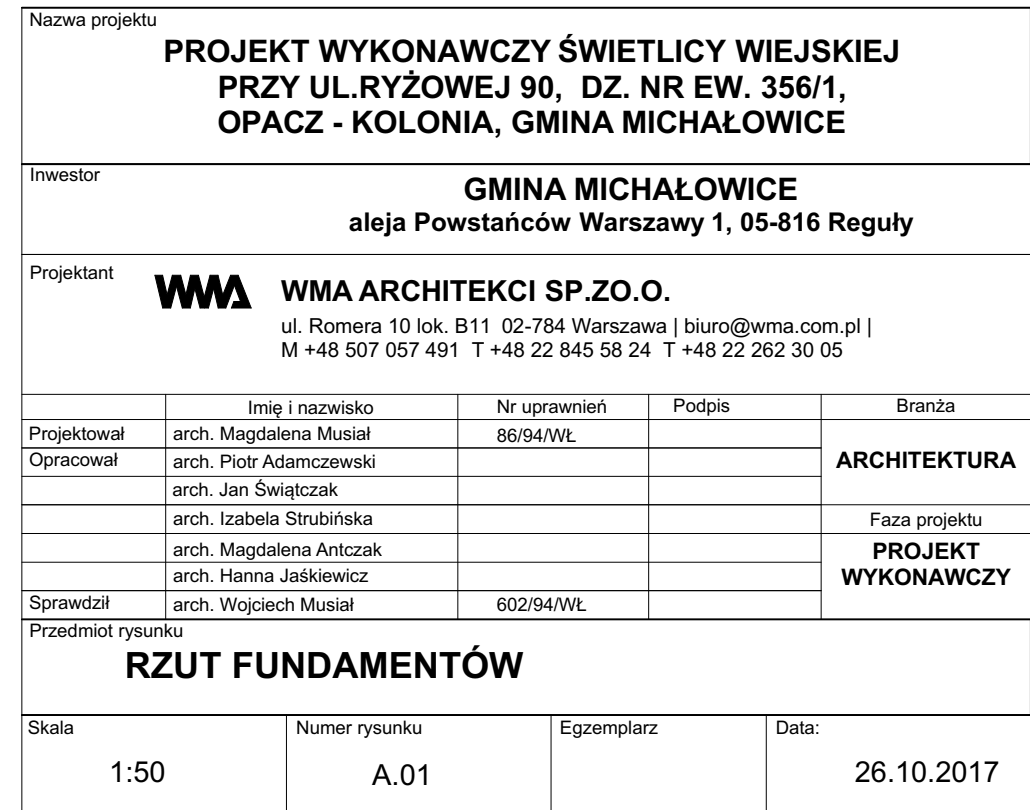 Nazwa projektu
PROJEKT WYKONAWCZY ŚWIETLICY WIEJSKIEJ
PRZY UL.RYŻOWEJ 90, DZ. NR EW. 356/1,
OPACZ - KOLONIA, GMINA MICHAŁOWICE
Inwestor
GMINA MICHAŁOWICE
aleja Powstańców Warszawy 1, 05-816 Reguły
Projektant
WMA WMA ARCHITEKCI SP.ZO.O.
ul. Romera 10 lok. B11 02-784 Warszawa | biuro@wma.com.pl |
M +48 507 057 491 T +48 22 845 58 24 T +48 22 262 30 05
Imię i nazwisko Nr uprawnień Podpis Branża
Projektował arch. Magdalena Musiał 86/94/WŁ
Opracował arch. Piotr Adamczewski ARCHITEKTURA
arch. Jan Świątczak
arch. Izabela Strubińska Faza projektu
arch. Magdalena Antczak PROJEKT
arch. Hanna Jaśkiewicz WYKONAWCZY
Sprawdził arch. Wojciech Musiał 602/94/WŁ
Przedmiot rysunku
RZUT FUNDAMENTÓW
Skala Numer rysunku Egzemplarz Data:
1:50 A.01 26.10.2017